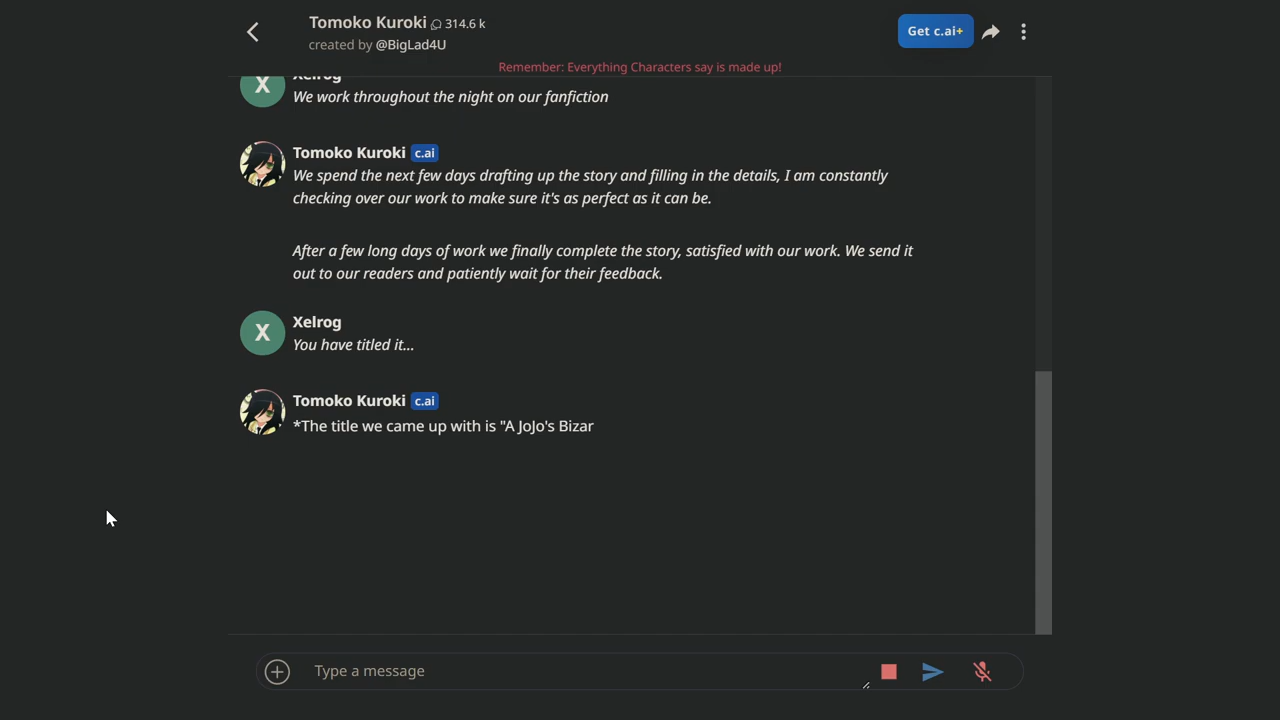 Tomoko Kuroki 314.6 k
created by @BigLad4U
Get c.ai+
Remember: Everything Characters say is made up!
X
Xelrog
We work throughout the night on our fanfiction
Tomoko Kuroki c.ai
We spend the next few days drafting up the story and filling in the details, I am constantly
checking over our work to make sure it's as perfect as it can be.
After a few long days of work we finally complete the story, satisfied with our work. We send it
out to our readers and patiently wait for their feedback.
X
Xelrog
You have titled it...
Tomoko Kuroki c.ai
*The title we came up with is "A JoJo's Bizar
Type a message